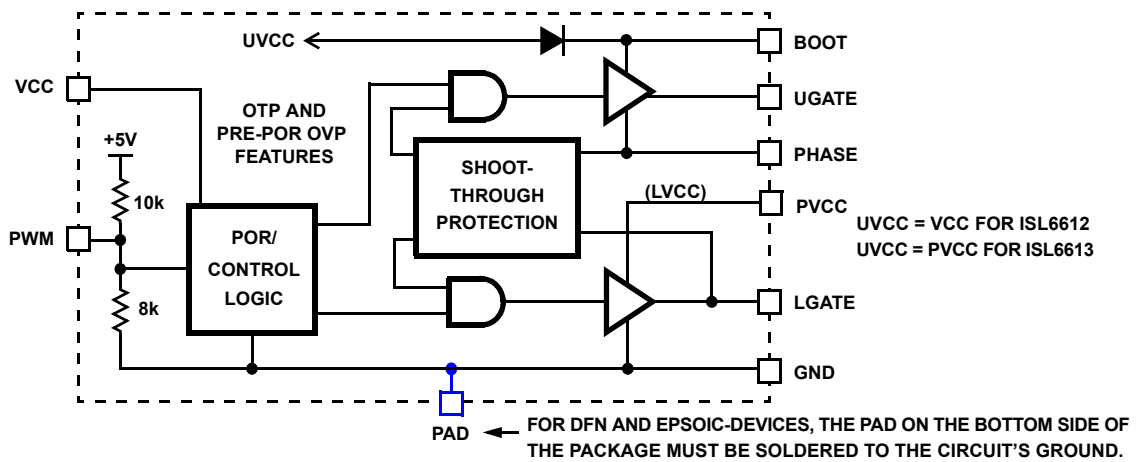 UVCC
BOOT
VCC
OTP AND
PRE-POR OVP
FEATURES
UGATE
+5V
PHASE
SHOOT-
THROUGH
PROTECTION
10k
(LVCC)
PVCC
UVCC = VCC FOR ISL6612
UVCC = PVCC FOR ISL6613
PWM
POR/
CONTROL
LOGIC
8k
LGATE
GND
PAD
FOR DFN AND EPSOIC-DEVICES, THE PAD ON THE BOTTOM SIDE OF
THE PACKAGE MUST BE SOLDERED TO THE CIRCUIT'S GROUND.